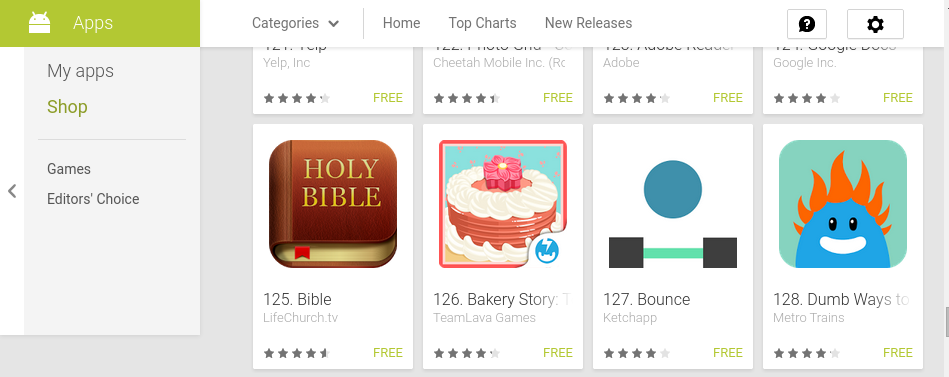 Apps
Categories
Home
Top Charts
New Releases
My apps
Shop
Games
Editors' Choice
121. Yelp
Yelp, Inc
FREE
122. Photo Grid
Cheetah Mobile Inc. (Ro
FREE
123. Adobe Reader
Adobe
FREE
124. Google Docs
Google Inc.
FREE
HOLY
BIBLE
125. Bible
LifeChurch.tv
FREE
7
126. Bakery Story: T
TeamLava Games
FREE
127. Bounce
Ketchapp
FREE
128. Dumb Ways to
Metro Trains
FREE